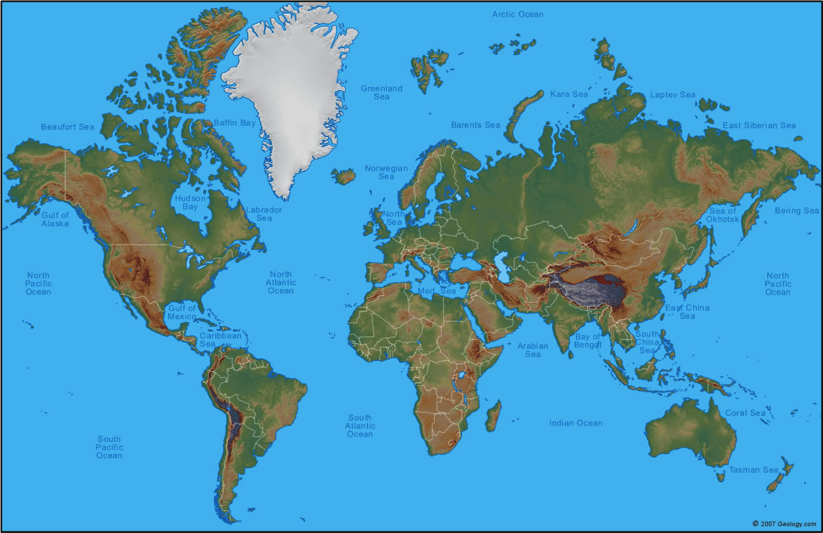 Arctic Ocean
Greenland
Sea
Kara Sea
Laptev Sea
Beaufort Sea
Baffin Bay
Barents Sea
East Siberian Sea
Norwegian
Sea
Hudson
Bay
Labrador
Sea
Gulf of
Alaska
North
Sea
Sea of
Okhotsk
Bering Sea
North
Pacific
Ocean
North
Atlantic
Ocean
Med. Sea
North
Pacific
Ocean
Gulf of
Mexico
East China
Sea
Caribbean
Sea
Arabian
Sea
Bay of
Bengal
South
China
Sea
South
Pacific
Ocean
South
Atlantic
Ocean
Indian Ocean
Coral Sea
Tasman Sea
© 2007 Geology.com